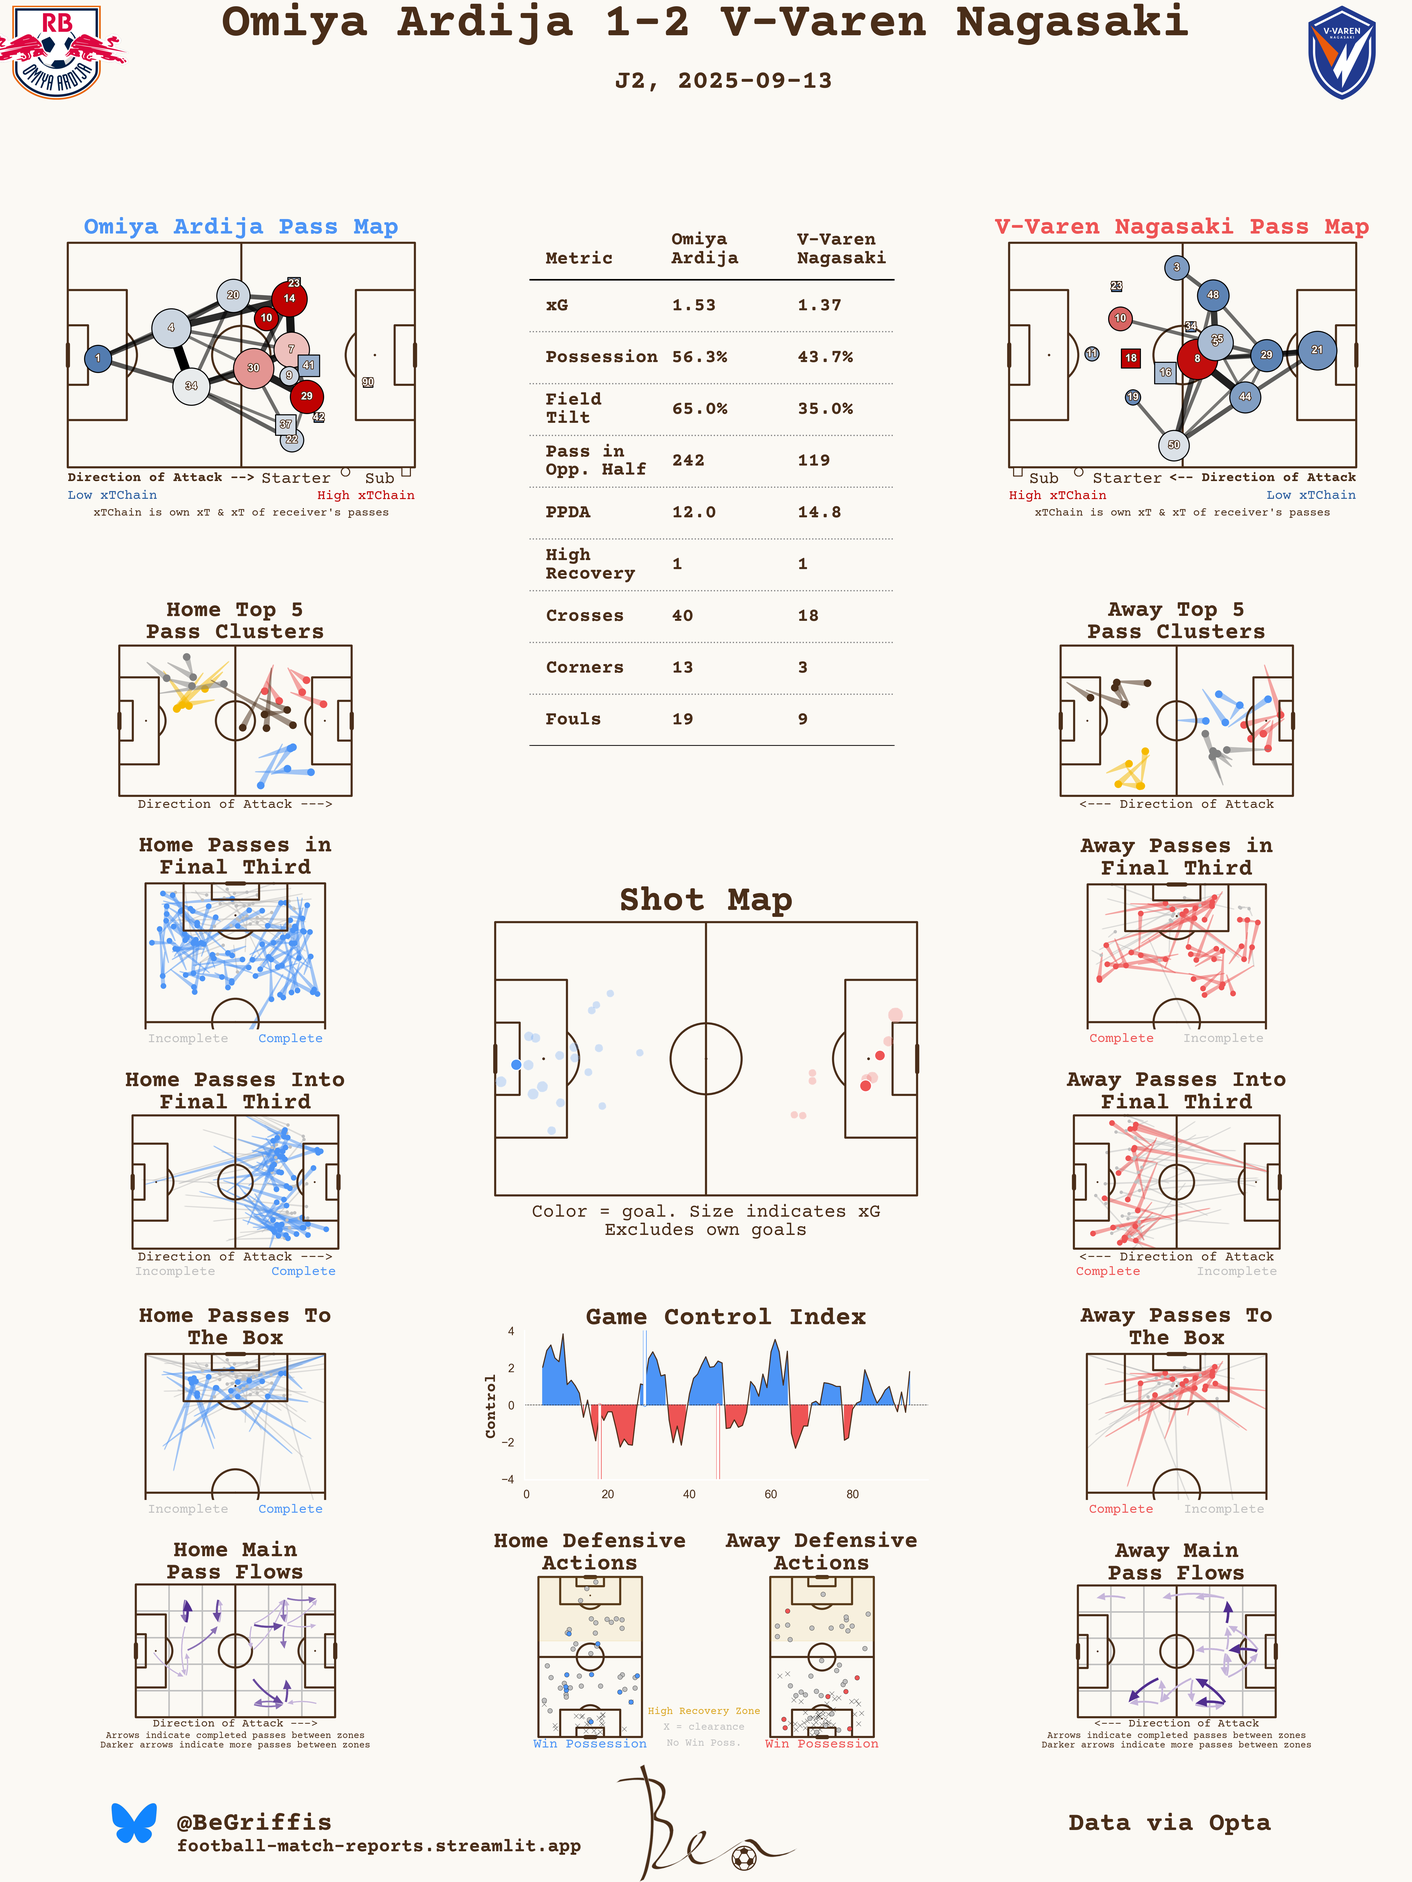 Omiya Ardija 1-2 V-Varen Nagasaki
J2, 2025-09-13
RB
OMIYA ARDIJA
V-VAREN
NAGASAKI
Omiya Ardija Pass Map
23
20
14
10
4
7
1
41
30
9
90
34
29
42
37
22
Direction of Attack --> Starter Sub
Low xTChain High xTChain
xTChain is own xT & xT of receiver's passes
Metric Omiya Ardija V-Varen Nagasaki
xG 1.53 1.37
Possession 56.3% 43.7%
Field Tilt 65.0% 35.0%
Pass in Opp. Half 242 119
PPDA 12.0 14.8
High Recovery 1 1
Crosses 40 18
Corners 13 3
Fouls 19 9
V-Varen Nagasaki Pass Map
3
23
48
10
34
25
11
18
8
29
21
16
19
44
50
Sub Starter <-- Direction of Attack
High xTChain Low xTChain
xTChain is own xT & xT of receiver's passes
Home Top 5
Pass Clusters
Direction of Attack --->
Away Top 5
Pass Clusters
<--- Direction of Attack
Home Passes in
Final Third
Incomplete Complete
Away Passes in
Final Third
Complete Incomplete
Shot Map
Color = goal. Size indicates xG
Excludes own goals
Home Passes Into
Final Third
Direction of Attack --->
Incomplete Complete
Away Passes Into
Final Third
<--- Direction of Attack
Complete Incomplete
Home Passes To
The Box
Incomplete Complete
Game Control Index
Control
4
2
0
−2
−4
0 20 40 60 80
Away Passes To
The Box
Complete Incomplete
Home Main
Pass Flows
Direction of Attack --->
Arrows indicate completed passes between zones
Darker arrows indicate more passes between zones
Home Defensive
Actions
Win Possession
High Recovery Zone
X = clearance
No Win Poss.
Away Defensive
Actions
Win Possession
Away Main
Pass Flows
<--- Direction of Attack
Arrows indicate completed passes between zones
Darker arrows indicate more passes between zones
@BeGriffis
football-match-reports.streamlit.app
Ben
Data via Opta